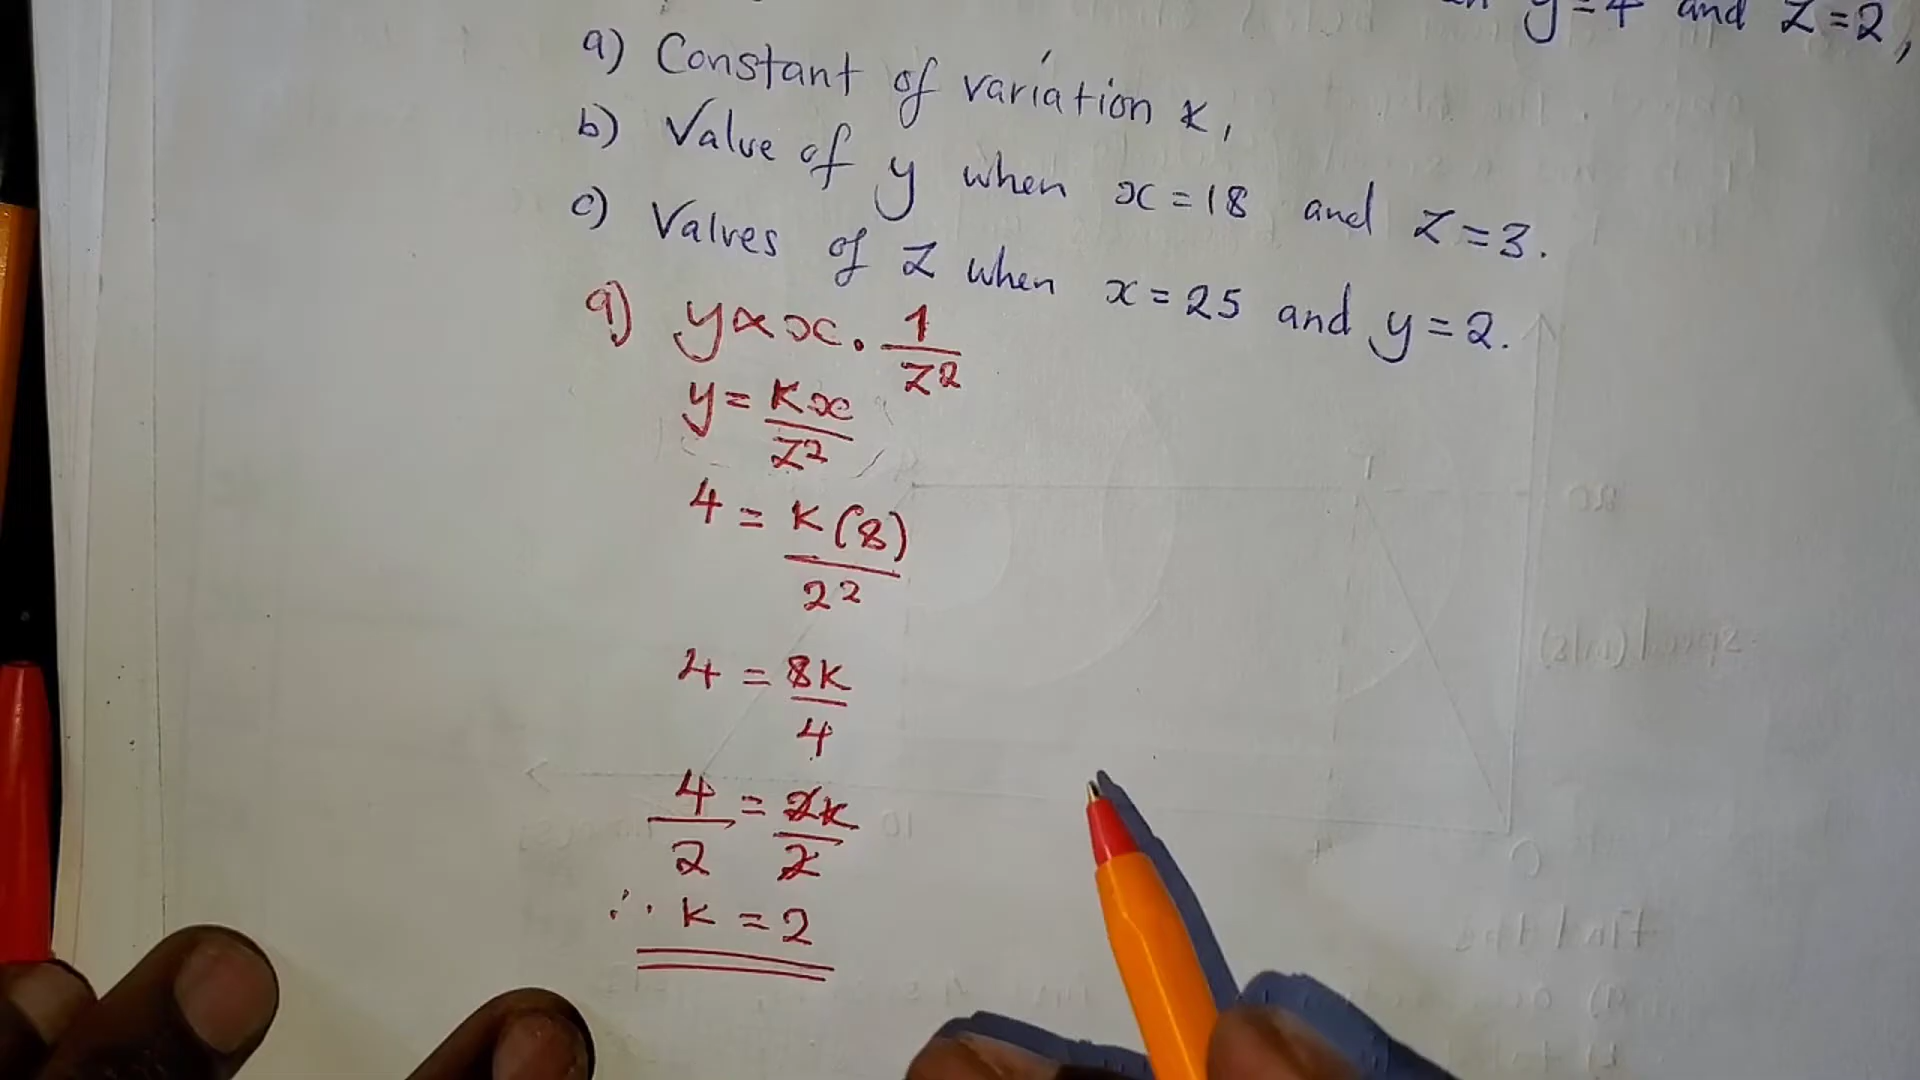 y=4 and Z=2,
a) Constant of variation k,
b) Value of y when x=18 and Z=3.
c) Values of Z when x=25 and y=2.
a) y∝x. 1/Z²
y = Kx/Z²
4 = K(8)/2²
4 = 8K/4
4/2 = 2K/2
∴ K = 2